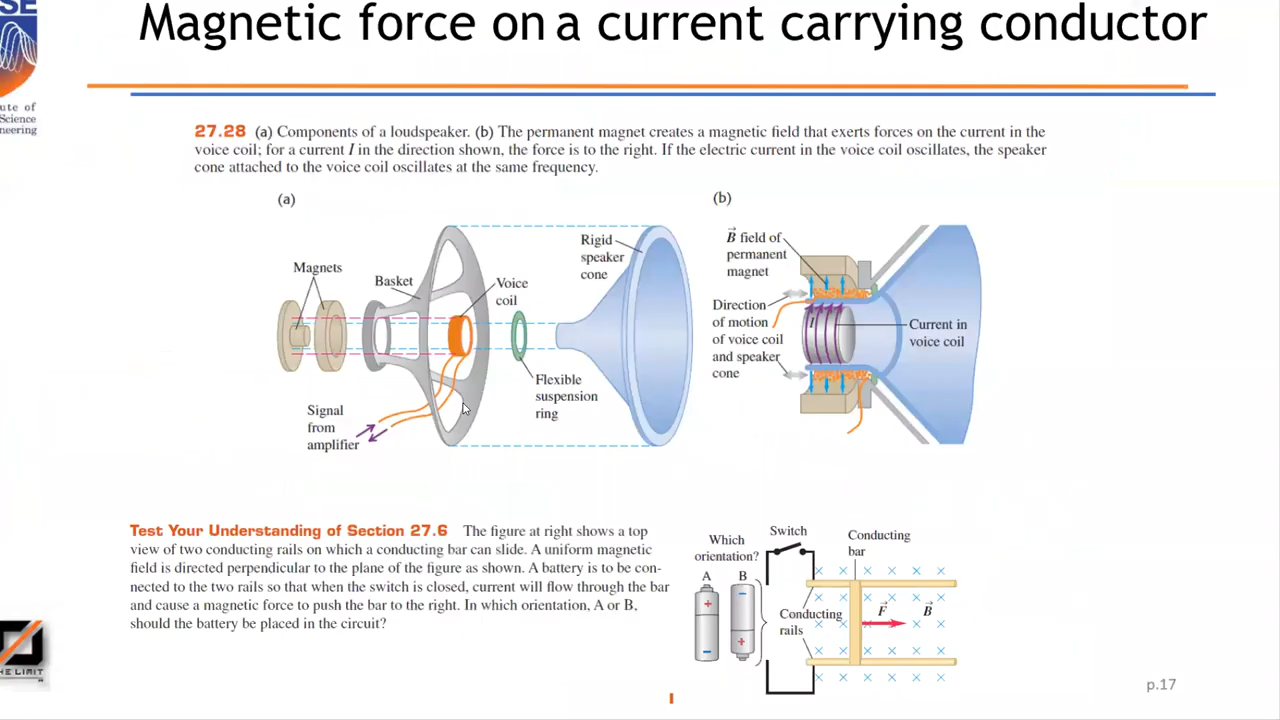 SE
ute of
Science
neering
Magnetic force on a current carrying conductor
27.28 (a) Components of a loudspeaker. (b) The permanent magnet creates a magnetic field that exerts forces on the current in the
voice coil; for a current I in the direction shown, the force is to the right. If the electric current in the voice coil oscillates, the speaker
cone attached to the voice coil oscillates at the same frequency.
(a)
Magnets
Basket
Voice
coil
Rigid
speaker
cone
Flexible
suspension
ring
Signal
from
amplifier
(b)
B field of
permanent
magnet
Direction
of motion
of voice coil
and speaker
cone
I
Current in
voice coil
Test Your Understanding of Section 27.6 The figure at right shows a top
view of two conducting rails on which a conducting bar can slide. A uniform magnetic
field is directed perpendicular to the plane of the figure as shown. A battery is to be con-
nected to the two rails so that when the switch is closed, current will flow through the bar
and cause a magnetic force to push the bar to the right. In which orientation, A or B,
should the battery be placed in the circuit?
Which
orientation?
A B
+ −
− +
Switch
Conducting
bar
Conducting
rails
F
B
HE LIMIT
I
p.17